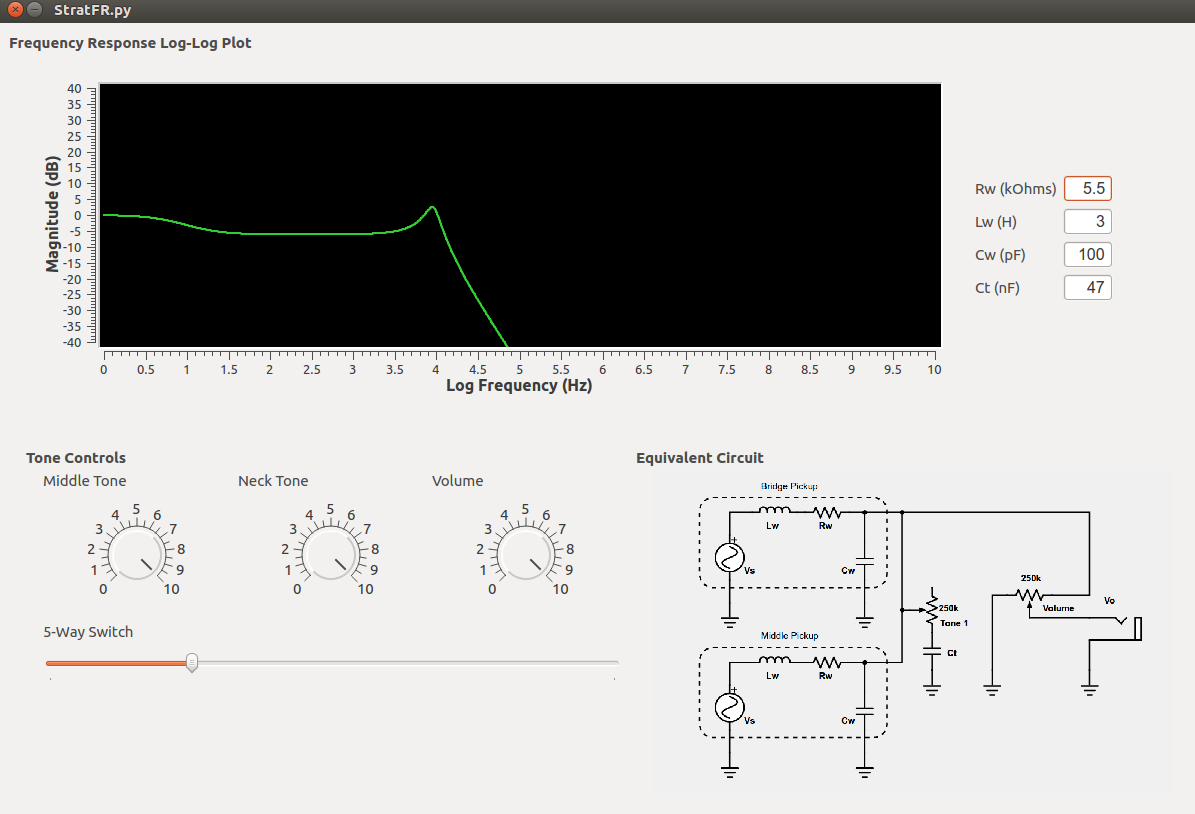 StratFR.py
Frequency Response Log-Log Plot
Magnitude (dB)
40
35
30
25
20
15
10
5
0
-5
-10
-15
-20
-25
-30
-35
-40
0 0.5 1 1.5 2 2.5 3 3.5 4 4.5 5 5.5 6 6.5 7 7.5 8 8.5 9 9.5 10
Log Frequency (Hz)
Rw (kOhms) 5.5
Lw (H) 3
Cw (pF) 100
Ct (nF) 47
Tone Controls
Middle Tone
0 1 2 3 4 5 6 7 8 9 10
Neck Tone
0 1 2 3 4 5 6 7 8 9 10
Volume
0 1 2 3 4 5 6 7 8 9 10
5-Way Switch
Equivalent Circuit
Bridge Pickup
Lw Rw
+
Vs
Cw
Middle Pickup
Lw Rw
+
Vs
Cw
250k
Tone 1
Ct
250k
Volume
Vo